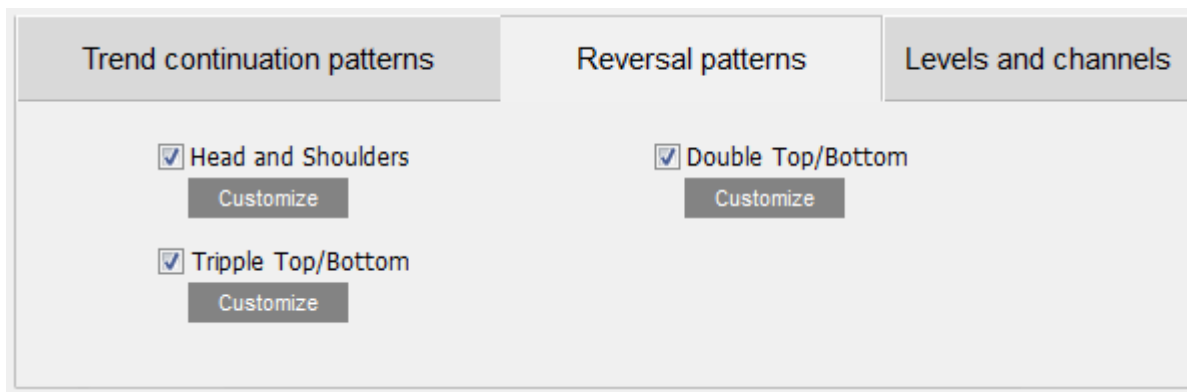 Trend continuation patterns Reversal patterns Levels and channels
Head and Shoulders Double Top/Bottom
Customize Customize
Tripple Top/Bottom
Customize